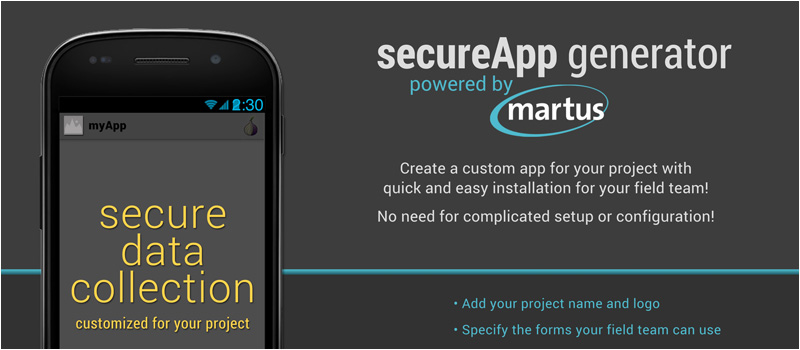 secureApp generator
powered by
martus
2:30
myApp
secure
data
collection
customized for your project
Create a custom app for your project with
quick and easy installation for your field team!
No need for complicated setup or configuration!
• Add your project name and logo
• Specify the forms your field team can use